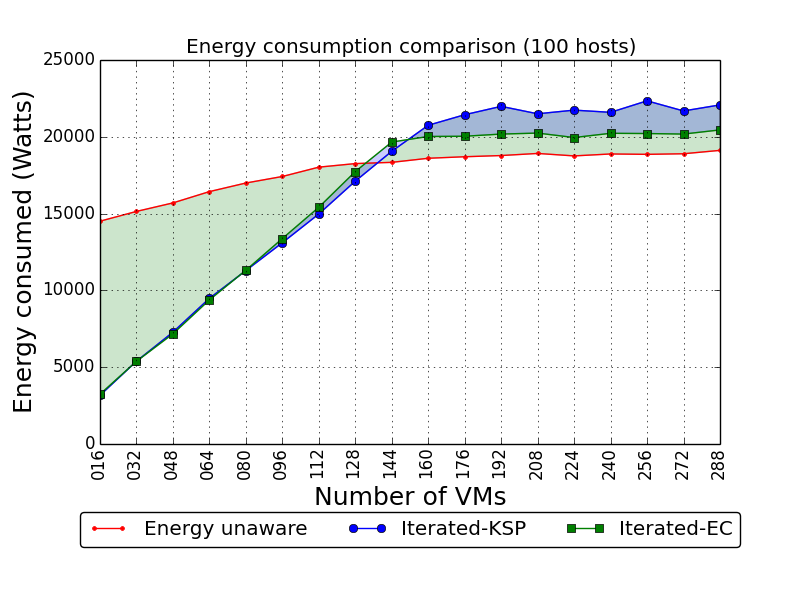 Energy consumption comparison (100 hosts)
Energy consumed (Watts)
25000
20000
15000
10000
5000
0
016 032 048 064 080 096 112 128 144 160 176 192 208 224 240 256 272 288
Number of VMs
Energy unaware Iterated-KSP Iterated-EC